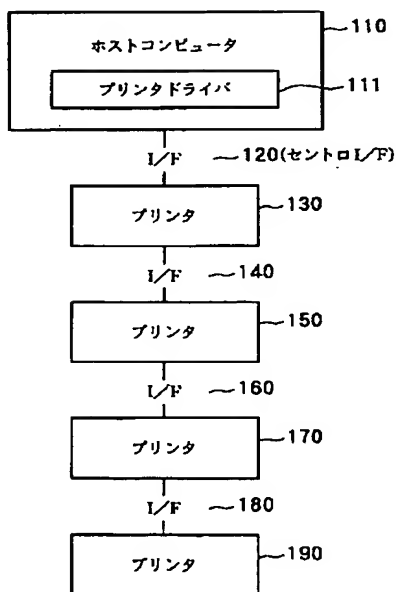 ホストコンピュータ 110
プリンタドライバ 111
I/F 120(セントロI/F)
プリンタ 130
I/F 140
プリンタ 150
I/F 160
プリンタ 170
I/F 180
プリンタ 190